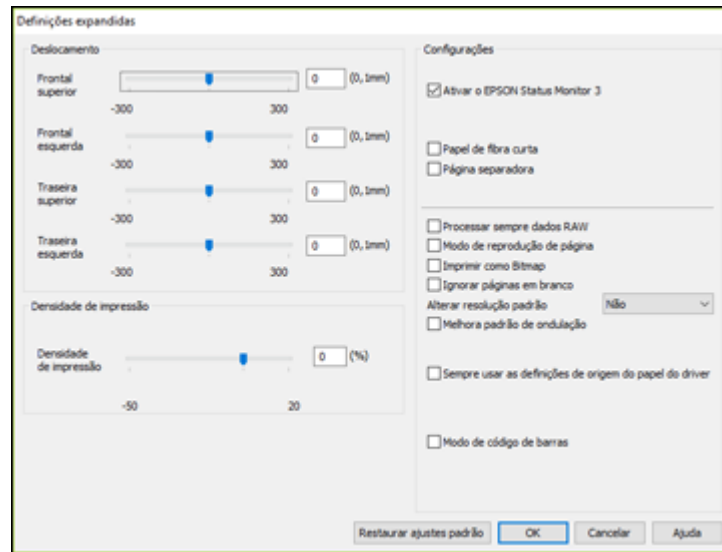 Definições expandidas
Deslocamento
Frontal
superior
0 (0,1mm)
-300 300
Frontal
esquerda
0 (0,1mm)
-300 300
Traseira
superior
0 (0,1mm)
-300 300
Traseira
esquerda
0 (0,1mm)
-300 300
Densidade de impressão
Densidade
de impressão
0 (%)
-50 20
Configurações
Ativar o EPSON Status Monitor 3
Papel de fibra curta
Página separadora
Processar sempre dados RAW
Modo de reprodução de página
Imprimir como Bitmap
Ignorar páginas em branco
Alterar resolução padrão Não
Melhora padrão de ondulação
Sempre usar as definições de origem do papel do driver
Modo de código de barras
Restaurar ajustes padrão OK Cancelar Ajuda